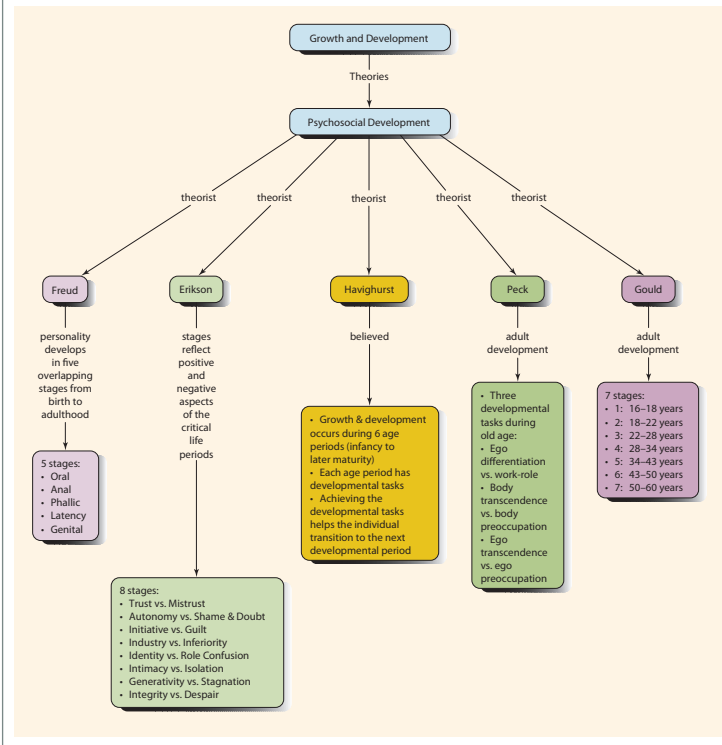 Growth and Development
Theories
Psychosocial Development
theorist
theorist
theorist
theorist
theorist
Freud
Erikson
Havighurst
Peck
Gould
personality
develops
in five
overlapping
stages from
birth to
adulthood
stages
reflect
positive
and
negative
aspects
of the
critical
life
periods
believed
adult
development
adult
development
5 stages:
• Oral
• Anal
• Phallic
• Latency
• Genital
8 stages:
• Trust vs. Mistrust
• Autonomy vs. Shame & Doubt
• Initiative vs. Guilt
• Industry vs. Inferiority
• Identity vs. Role Confusion
• Intimacy vs. Isolation
• Generativity vs. Stagnation
• Integrity vs. Despair
• Growth & development
occurs during 6 age
periods (infancy to
later maturity)
• Each age period has
developmental tasks
• Achieving the
developmental tasks
helps the individual
transition to the next
developmental period
• Three
developmental
tasks during
old age:
• Ego
differentiation
vs. work-role
• Body
transcendence
vs. body
preoccupation
• Ego
transcendence
vs. ego
preoccupation
7 stages:
• 1: 16–18 years
• 2: 18–22 years
• 3: 22–28 years
• 4: 28–34 years
• 5: 34–43 years
• 6: 43–50 years
• 7: 50–60 years